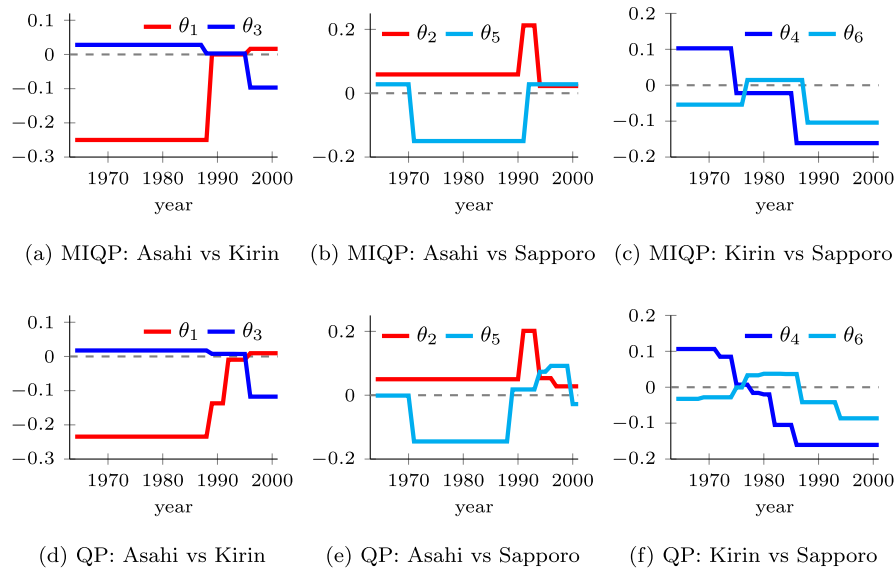 0.1
0
−0.1
−0.2
−0.3
θ1 θ3
1970 1980 1990 2000
year
(a) MIQP: Asahi vs Kirin
0.2
0
−0.2
θ2 θ5
1970 1980 1990 2000
year
(b) MIQP: Asahi vs Sapporo
0.2
0.1
0
−0.1
−0.2
θ4 θ6
1970 1980 1990 2000
year
(c) MIQP: Kirin vs Sapporo
0.1
0
−0.1
−0.2
−0.3
θ1 θ3
1970 1980 1990 2000
year
(d) QP: Asahi vs Kirin
0.2
0
−0.2
θ2 θ5
1970 1980 1990 2000
year
(e) QP: Asahi vs Sapporo
0.2
0.1
0
−0.1
−0.2
θ4 θ6
1970 1980 1990 2000
year
(f) QP: Kirin vs Sapporo